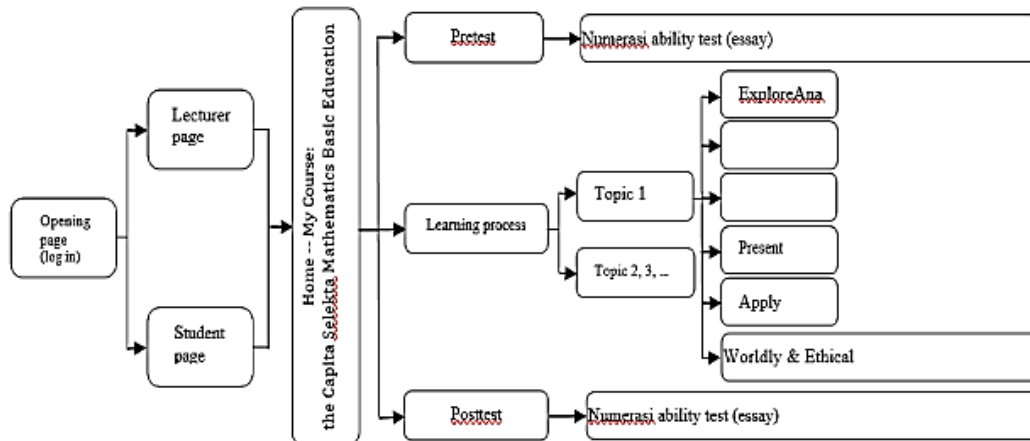 Opening
page
(log in)
Lecturer
page
Student
page
Home -- My Course:
the Capita Selekta Mathematics Basic Education
Pretest
Numerasi ability test (essay)
Learning process
Topic 1
Topic 2, 3, ...
ExploreAna
Present
Apply
Worldly & Ethical
Posttest
Numerasi ability test (essay)